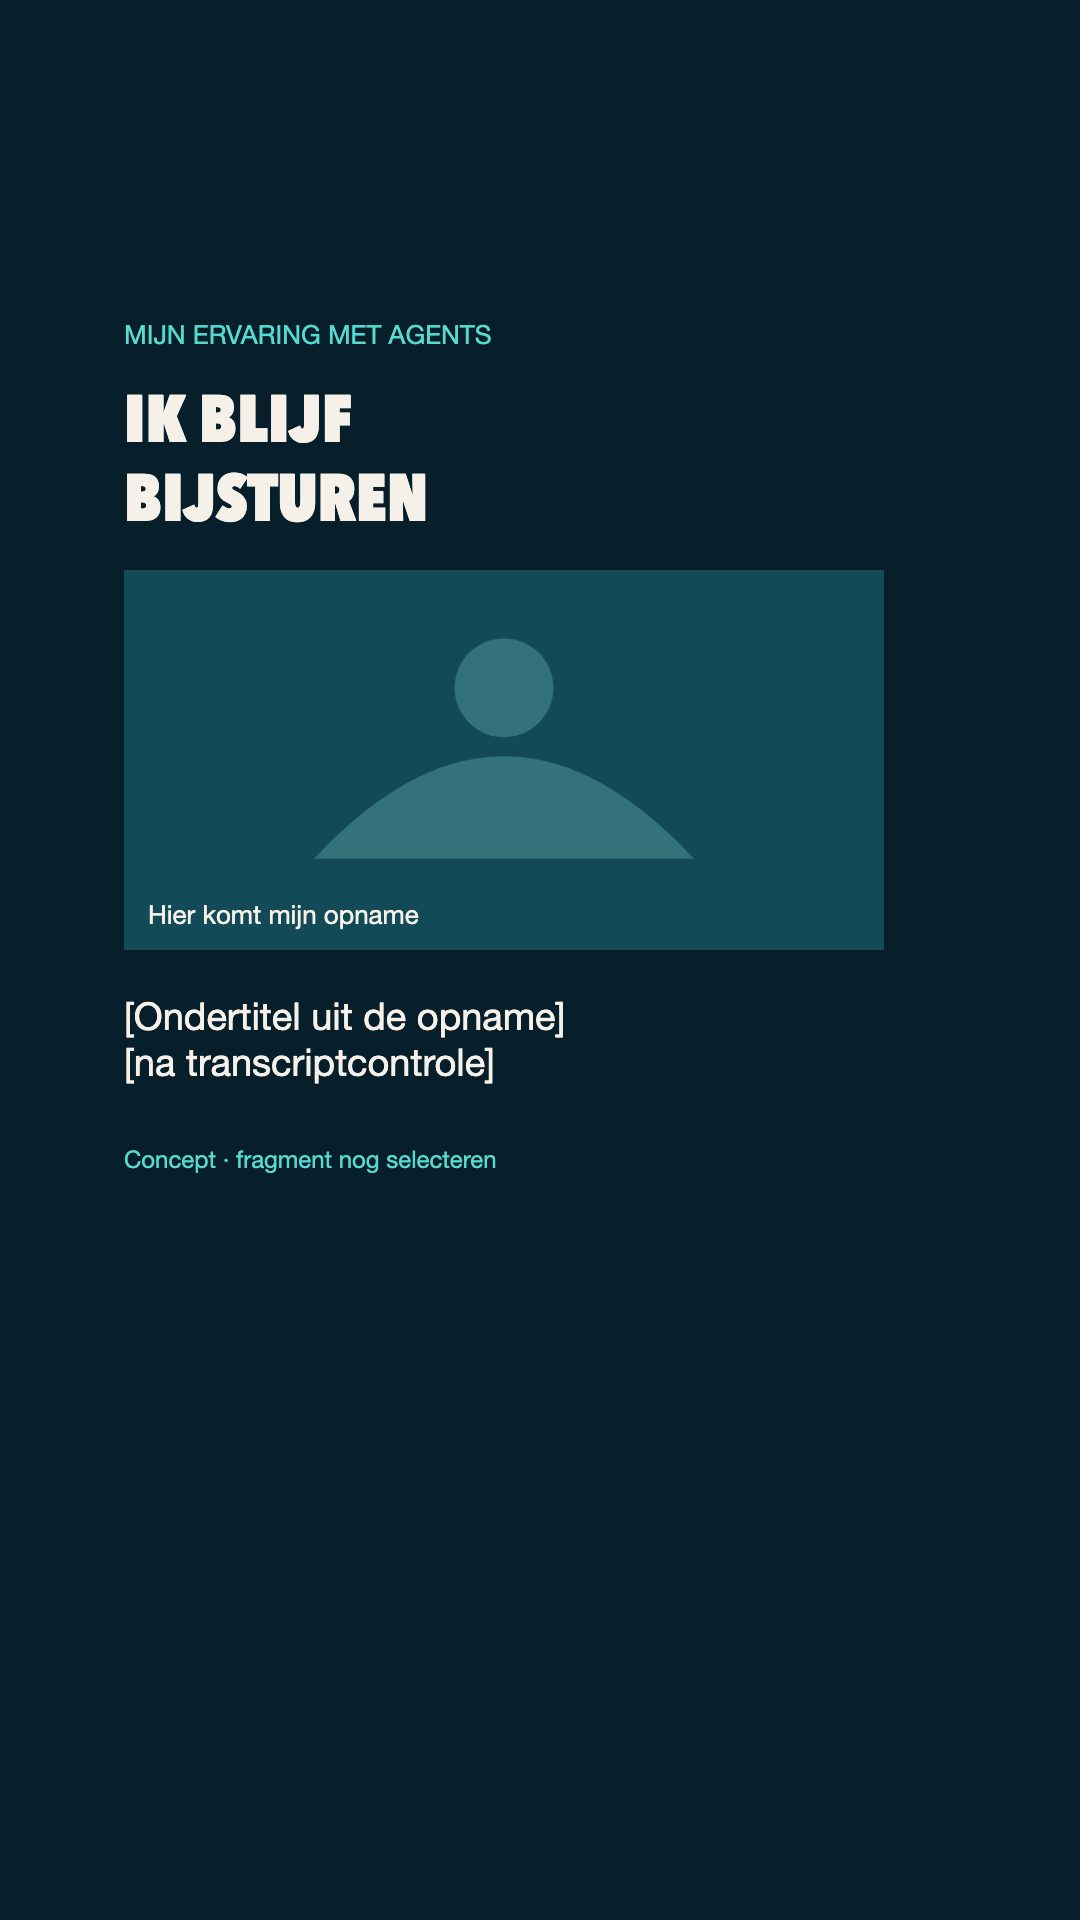 MIJN ERVARING MET AGENTS
IK BLIJF
BIJSTUREN
Hier komt mijn opname
[Ondertitel uit de opname]
[na transcriptcontrole]
Concept · fragment nog selecteren